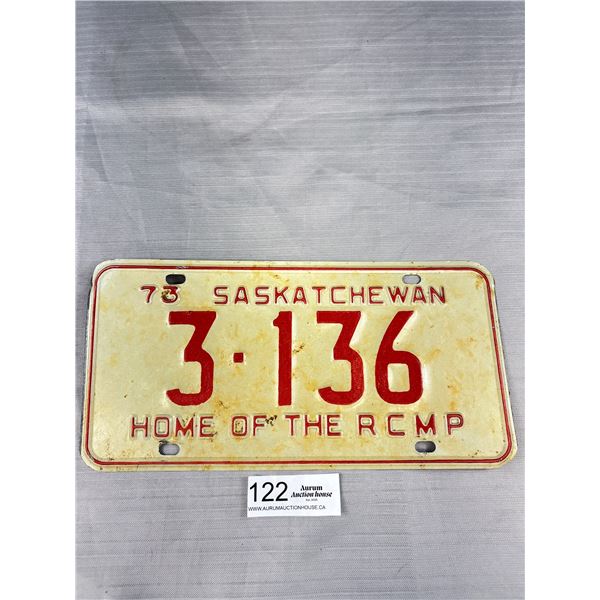 73 SASKATCHEWAN
3·136
HOME OF THE RCMP
122 Aurum
Auction house
WWW.AURUMAUCTIONHOUSE.CA